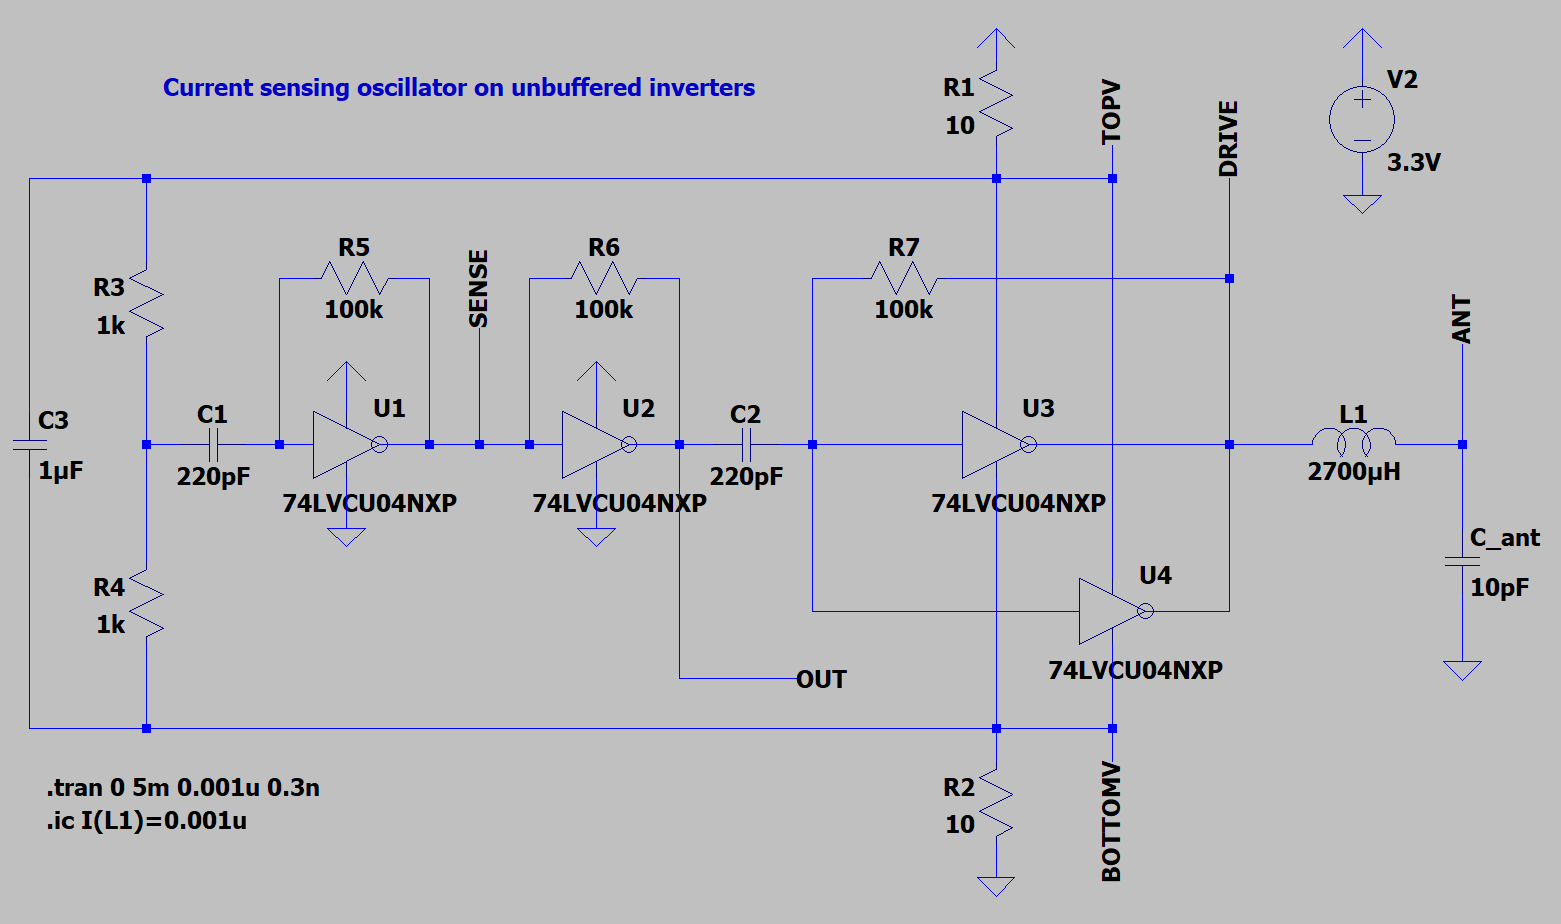 Current sensing oscillator on unbuffered inverters
R1
10
TOPV
DRIVE
V2
3.3V
R3
1k
R5
100k
SENSE
R6
100k
R7
100k
ANT
C3
1µF
C1
220pF
U1
74LVCU04NXP
U2
74LVCU04NXP
C2
220pF
U3
74LVCU04NXP
L1
2700µH
C_ant
10pF
R4
1k
U4
74LVCU04NXP
OUT
R2
10
BOTTOMV
.tran 0 5m 0.001u 0.3n
.ic I(L1)=0.001u